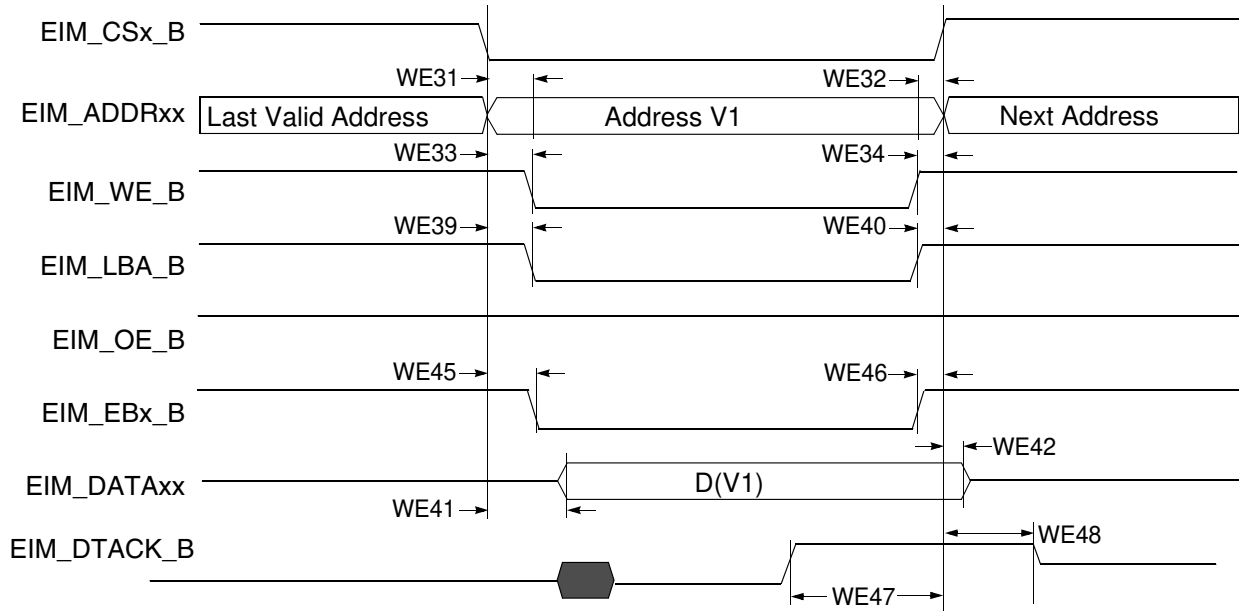 EIM_CSx_B
WE31
WE32
EIM_ADDRxx
Last Valid Address
Address V1
Next Address
WE33
WE34
EIM_WE_B
WE39
WE40
EIM_LBA_B
EIM_OE_B
WE45
WE46
EIM_EBx_B
WE42
EIM_DATAxx
D(V1)
WE41
EIM_DTACK_B
WE48
WE47